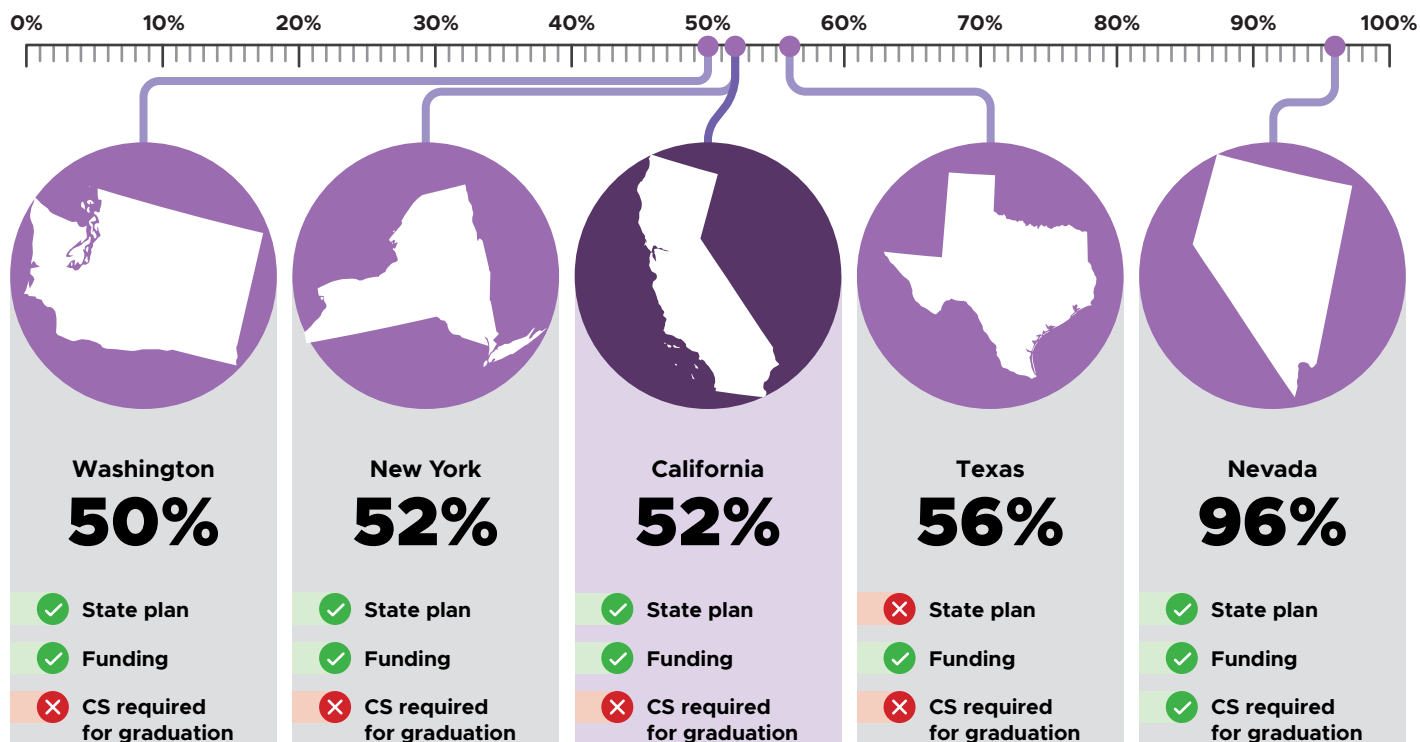 0% 10% 20% 30% 40% 50% 60% 70% 80% 90% 100%
Washington
50%
State plan
Funding
CS required
for graduation
New York
52%
State plan
Funding
CS required
for graduation
California
52%
State plan
Funding
CS required
for graduation
Texas
56%
State plan
Funding
CS required
for graduation
Nevada
96%
State plan
Funding
CS required
for graduation